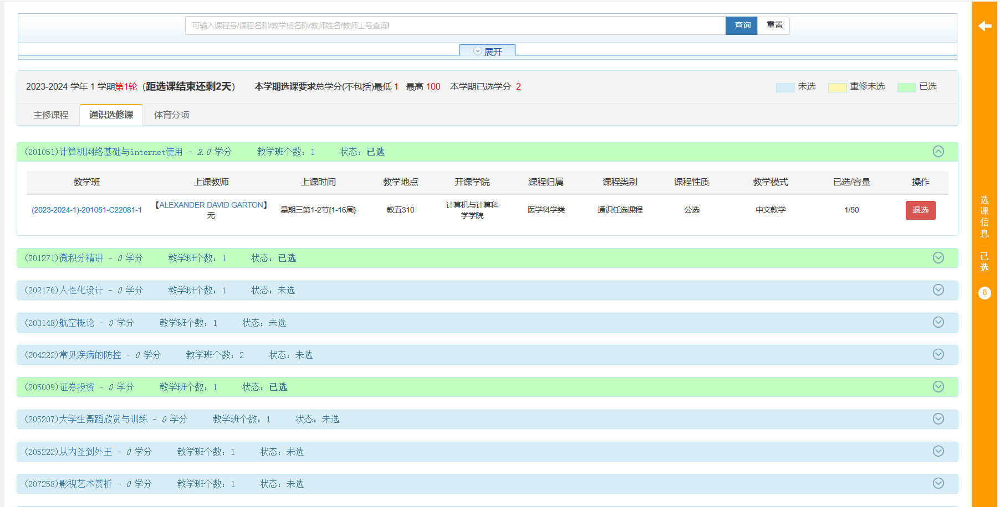 可输入课程号/课程名称/教学班名称/教师姓名/教师工号查询! 查询 重置
展开
2023-2024 学年 1 学期第1轮（距选课结束还剩2天） 本学期选课要求总学分(不包括)最低 1 最高 100 本学期已选学分 2 未选 重修未选 已选
主修课程 通识选修课 体育分项
(201051)计算机网络基础与internet使用 - 2.0 学分 教学班个数：1 状态：已选
教学班 上课教师 上课时间 教学地点 开课学院 课程归属 课程类别 课程性质 教学模式 已选/容量 操作
(2023-2024-1)-201051-C22081-1 【ALEXANDER DAVID GARTON】无 星期三第1-2节{1-16周} 教五310 计算机与计算科学学院 医学科学类 通识任选课程 公选 中文教学 1/50 退选
(201271)微积分精讲 - 0 学分 教学班个数：1 状态：已选
(202176)人性化设计 - 0 学分 教学班个数：1 状态：未选
(203148)航空概论 - 0 学分 教学班个数：1 状态：未选
(204222)常见疾病的防控 - 0 学分 教学班个数：2 状态：未选
(205009)证券投资 - 0 学分 教学班个数：1 状态：已选
(205207)大学生舞蹈欣赏与训练 - 0 学分 教学班个数：1 状态：未选
(205222)从内圣到外王 - 0 学分 教学班个数：1 状态：未选
(207258)影视艺术赏析 - 0 学分 教学班个数：1 状态：未选
选课信息
已选
8